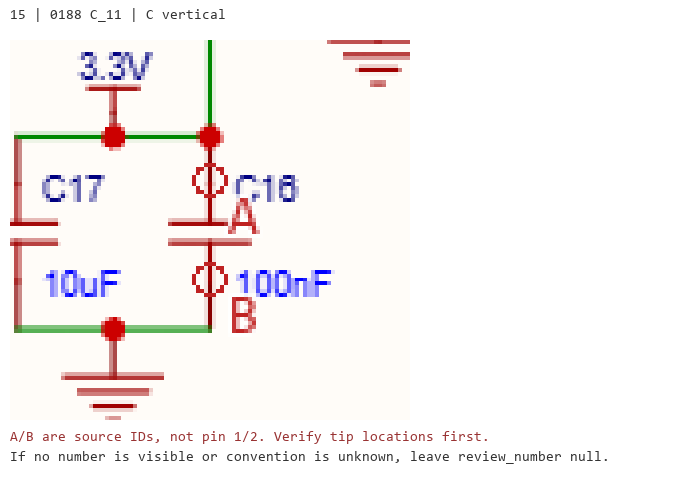 15 | 0188 C_11 | C vertical
3.3V
C17
C16
A
10uF
100nF
B
A/B are source IDs, not pin 1/2. Verify tip locations first.
If no number is visible or convention is unknown, leave review_number null.